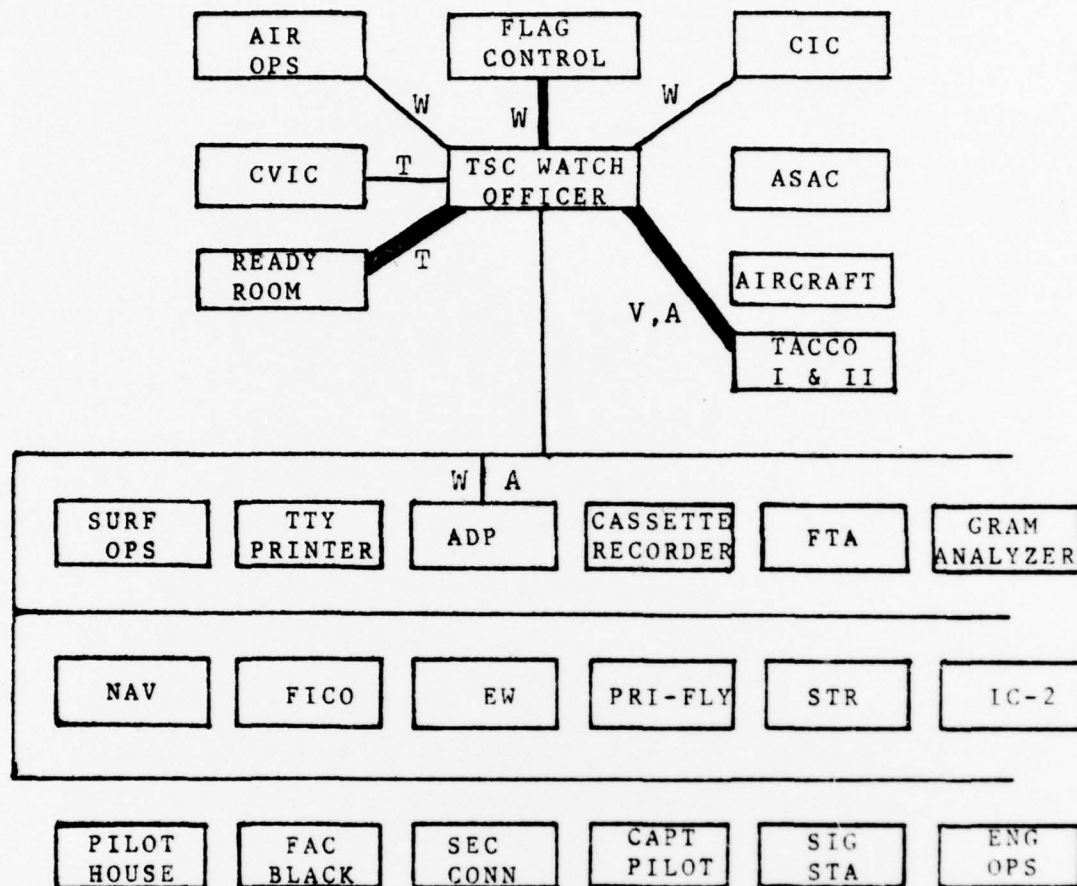 AIR
OPS
FLAG
CONTROL
CIC
W
W
W
CVIC
T
TSC WATCH
OFFICER
ASAC
READY
ROOM
T
AIRCRAFT
V,A
TACCO
I & II
W A
SURF
OPS
TTY
PRINTER
ADP
CASSETTE
RECORDER
FTA
GRAM
ANALYZER
NAV
FICO
EW
PRI-FLY
STR
IC-2
PILOT
HOUSE
FAC
BLACK
SEC
CONN
CAPT
PILOT
SIG
STA
ENG
OPS